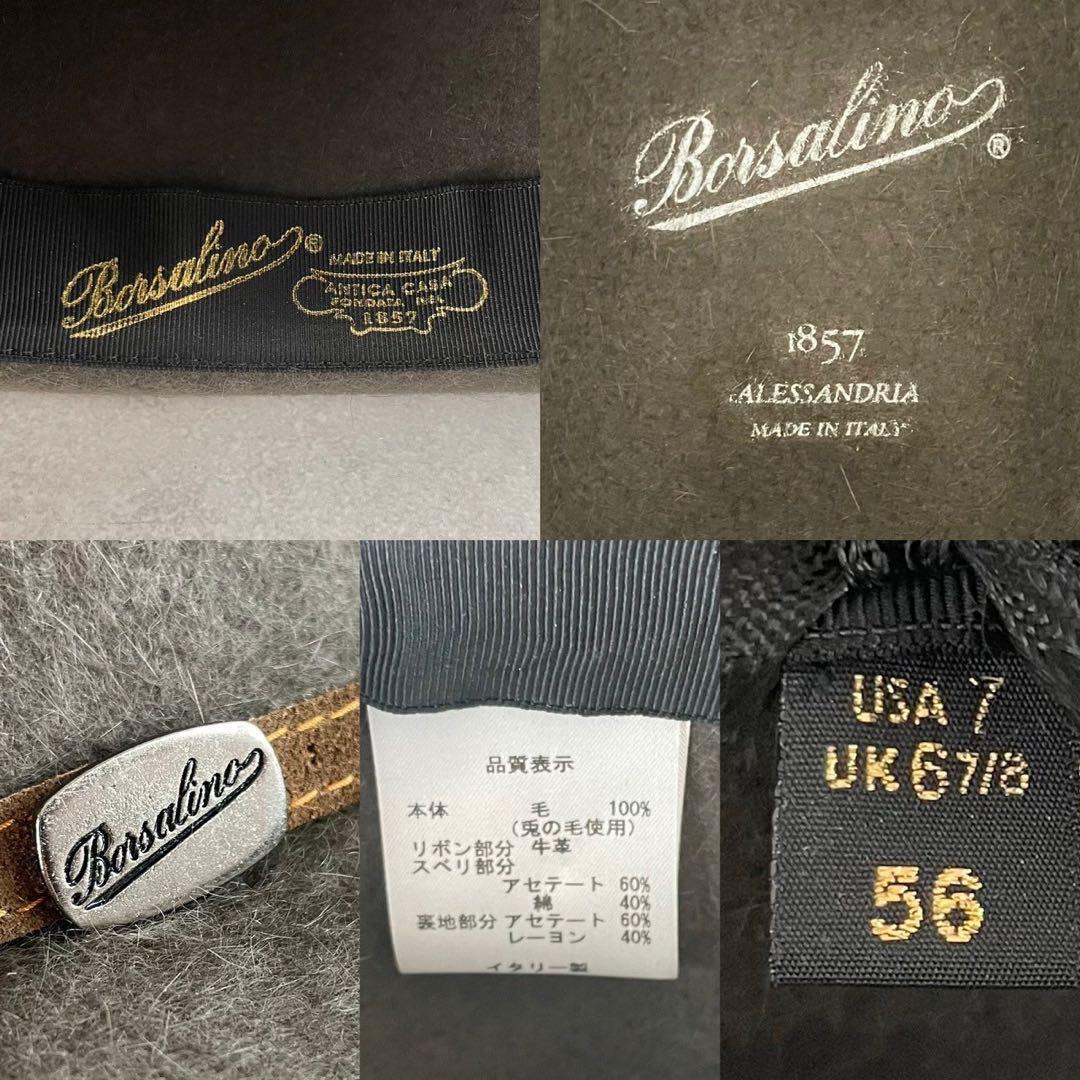 Borsalino®
MADE IN ITALY
ANTICA CASA
FONDATA NEL
1857
Borsalino®
1857
ALESSANDRIA
MADE IN ITALY
Borsalino
品質表示
本体 毛 100%
(兎の毛使用)
リボン部分 牛革
スベリ部分
アセテート 60%
綿 40%
裏地部分 アセテート 60%
レーヨン 40%
イタリー製
USA 7
UK 6 7/8
56